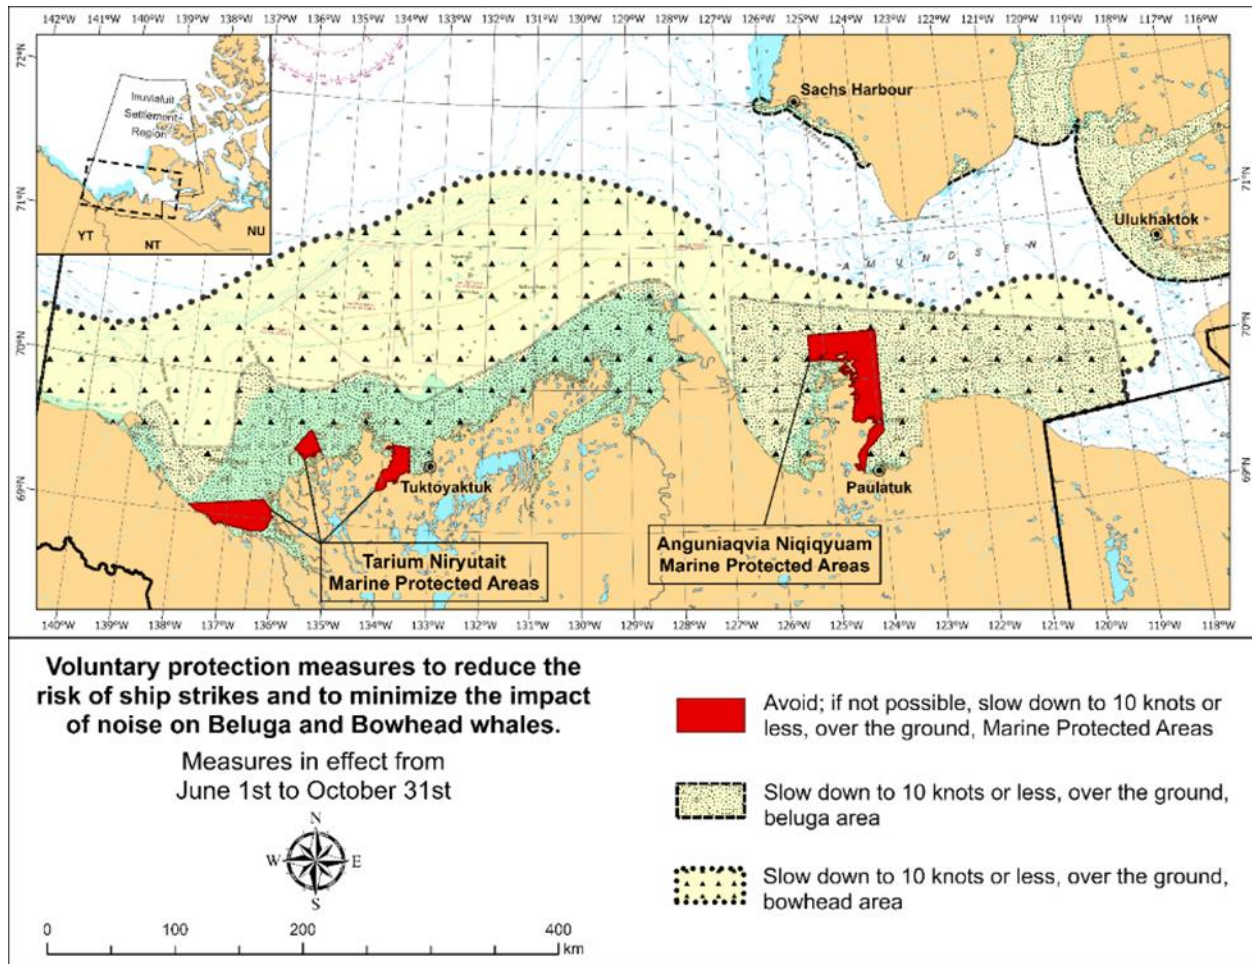 142°W 141°W 140°W 139°W 138°W 137°W 136°W 135°W 134°W 133°W 132°W 131°W 130°W 129°W 128°W 127°W 126°W 125°W 124°W 123°W 122°W 121°W 120°W 119°W 118°W 117°W 116°W
72°N
71°N
70°N
69°N
Inuvialuit
Settlement
Region
YT
NT
NU
Sachs Harbour
71°N
Ulukhaktok
AMUNDSEN
70°N
69°N
Tuktoyaktuk
Paulatuk
Tarium Niryutait
Marine Protected Areas
Anguniaqvia Niqiqyuam
Marine Protected Areas
140°W 139°W 138°W 137°W 136°W 135°W 134°W 133°W 132°W 131°W 130°W 129°W 128°W 127°W 126°W 125°W 124°W 123°W 122°W 121°W 120°W 119°W 118°W
Voluntary protection measures to reduce the
risk of ship strikes and to minimize the impact
of noise on Beluga and Bowhead whales.
Measures in effect from
June 1st to October 31st
N
W E
S
0 100 200 400
km
Avoid; if not possible, slow down to 10 knots or
less, over the ground, Marine Protected Areas
Slow down to 10 knots or less, over the ground,
beluga area
Slow down to 10 knots or less, over the ground,
bowhead area